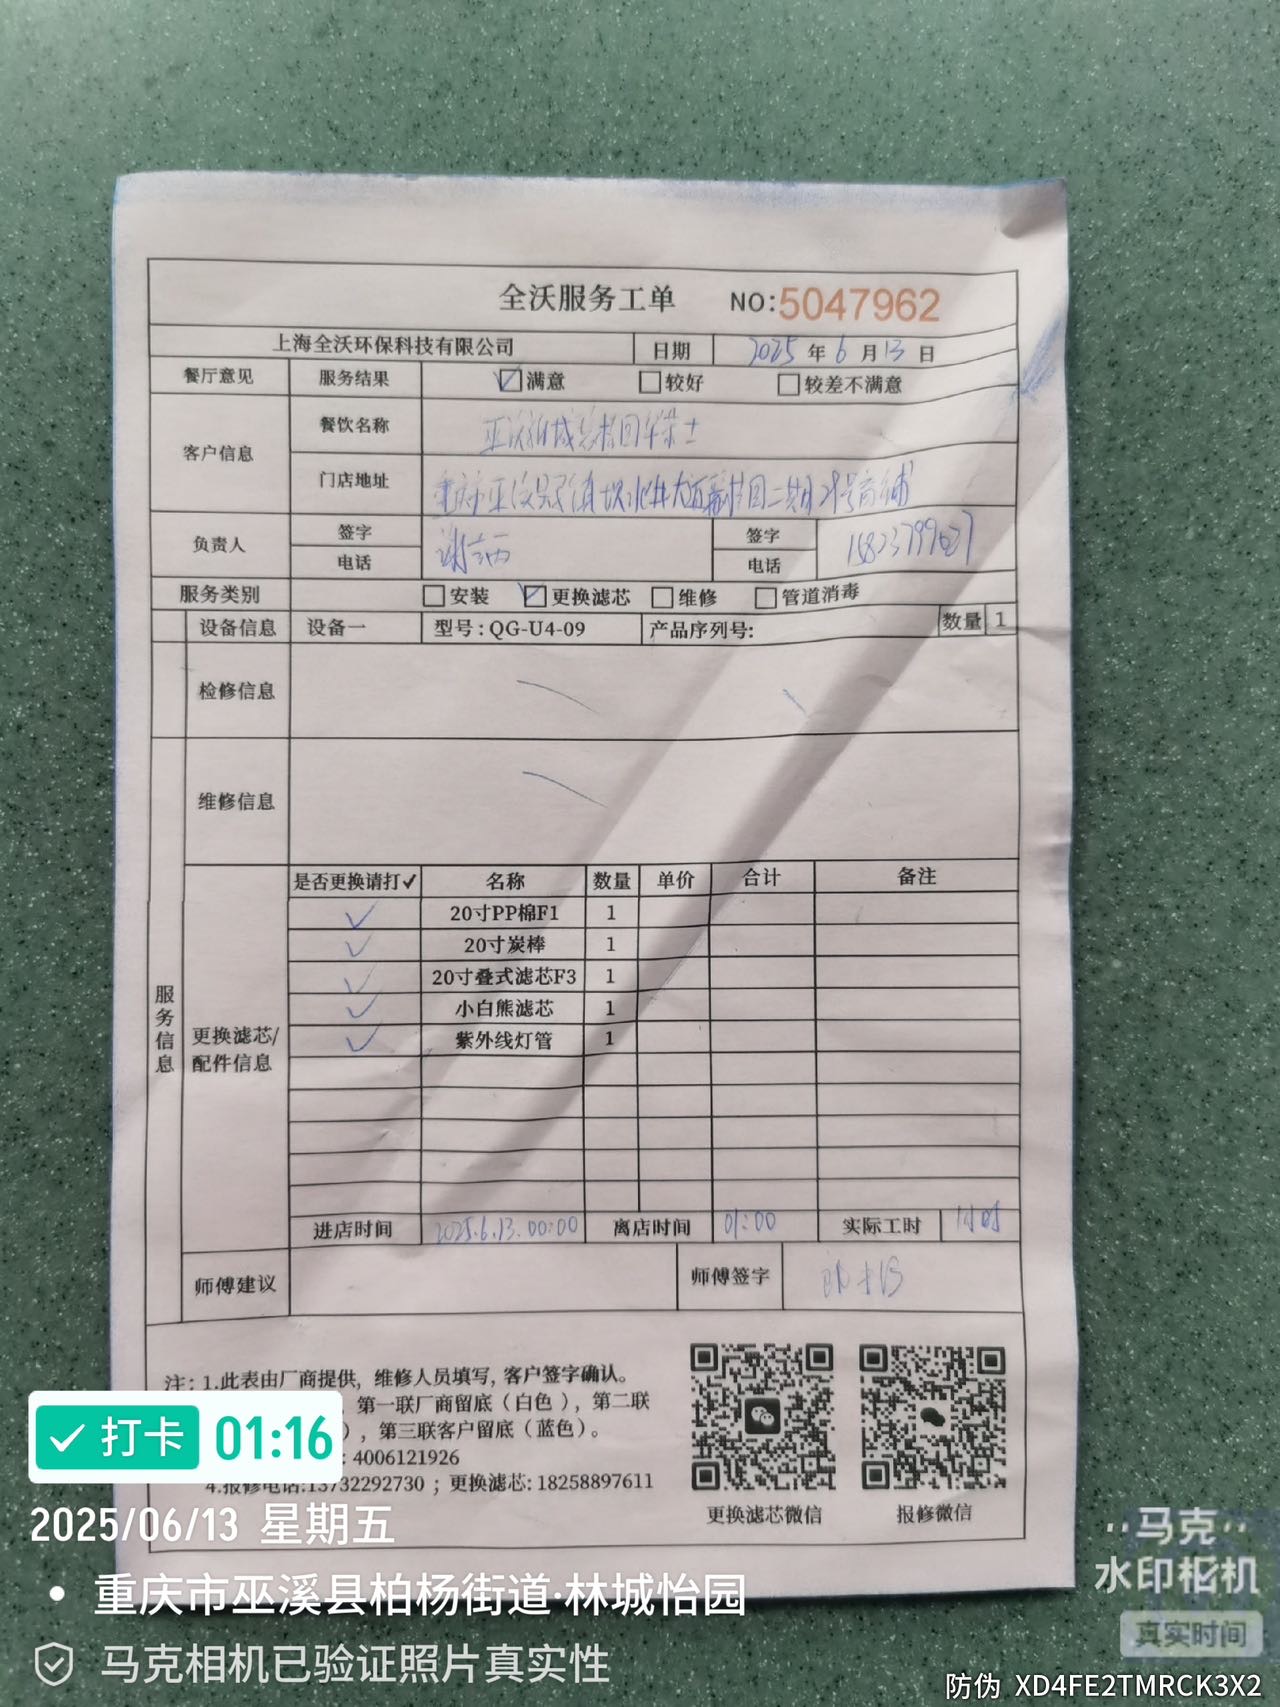 全沃服务工单 NO:5047962
上海全沃环保科技有限公司 日期 2025年6月13日
餐厅意见 服务结果 满意 较好 较差不满意
客户信息 餐饮名称
门店地址
负责人 签字 签字
电话 电话
服务类别 安装 更换滤芯 维修 管道消毒
设备信息 设备一 型号:QG-U4-09 产品序列号: 数量 1
检修信息
维修信息
服务信息
更换滤芯/
配件信息
是否更换请打✓ 名称 数量 单价 合计 备注
✓ 20寸PP棉F1 1
✓ 20寸炭棒 1
✓ 20寸叠式滤芯F3 1
✓ 小白熊滤芯 1
✓ 紫外线灯管 1
进店时间 2025.6.13.00:00 离店时间 01:00 实际工时
师傅建议 师傅签字
注: 1.此表由厂商提供, 维修人员填写, 客户签字确认。
第一联厂商留底(白色), 第二联
), 第三联客户留底(蓝色)。
: 4006121926
4.报修电话:13732292730 ; 更换滤芯: 18258897611
更换滤芯微信 报修微信
打卡 01:16
2025/06/13 星期五
重庆市巫溪县柏杨街道·林城怡园
马克相机已验证照片真实性
马克
水印相机
真实时间
防伪 XD4FE2TMRCK3X2